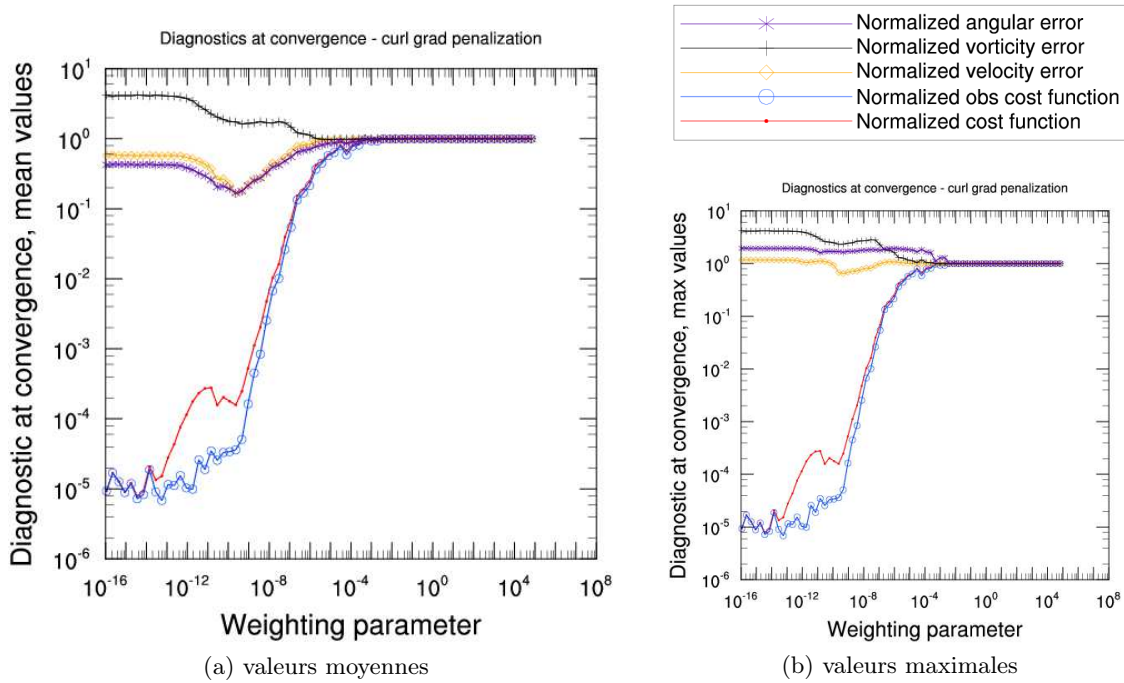 Diagnostics at convergence - curl grad penalization
Diagnostic at convergence, mean values
10^1
10^0
10^-1
10^-2
10^-3
10^-4
10^-5
10^-6
10^-16 10^-12 10^-8 10^-4 10^0 10^4 10^8
Weighting parameter
(a) valeurs moyennes
Normalized angular error
Normalized vorticity error
Normalized velocity error
Normalized obs cost function
Normalized cost function
Diagnostics at convergence - curl grad penalization
Diagnostic at convergence, max values
10^1
10^0
10^-1
10^-2
10^-3
10^-4
10^-5
10^-6
10^-16 10^-12 10^-8 10^-4 10^0 10^4 10^8
Weighting parameter
(b) valeurs maximales